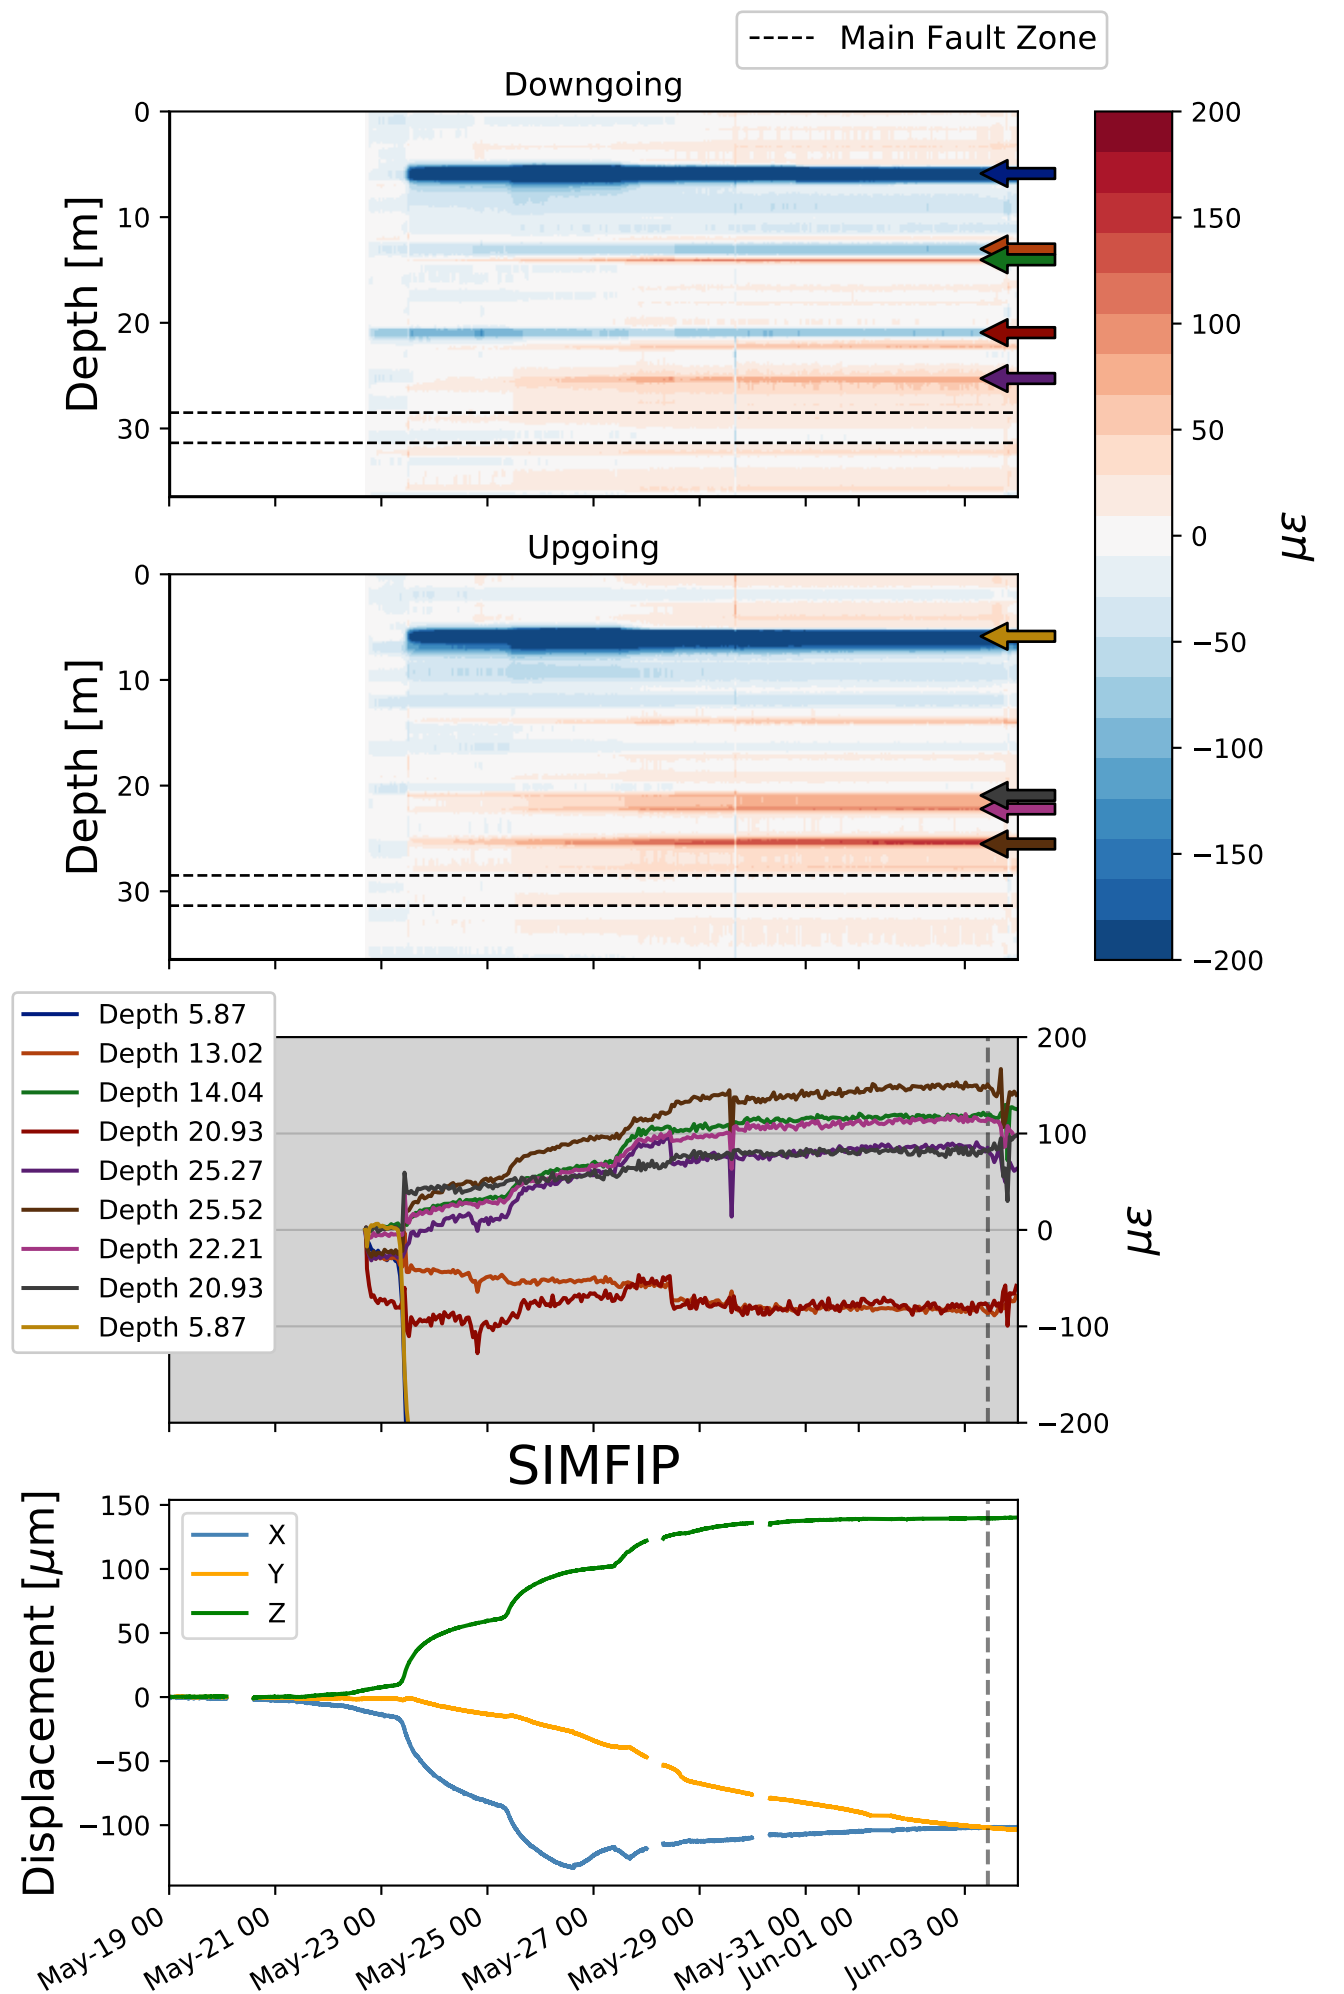 Main Fault Zone
Downgoing
0
10
20
30
Depth [m]
200
150
100
50
0
−50
−100
−150
−200
με
Upgoing
0
10
20
30
Depth [m]
Depth 5.87
Depth 13.02
Depth 14.04
Depth 20.93
Depth 25.27
Depth 25.52
Depth 22.21
Depth 20.93
Depth 5.87
200
100
0
−100
−200
με
SIMFIP
150
100
50
0
−50
−100
Displacement [μm]
X
Y
Z
May-19 00
May-21 00
May-23 00
May-25 00
May-27 00
May-29 00
May-31 00
Jun-01 00
Jun-03 00